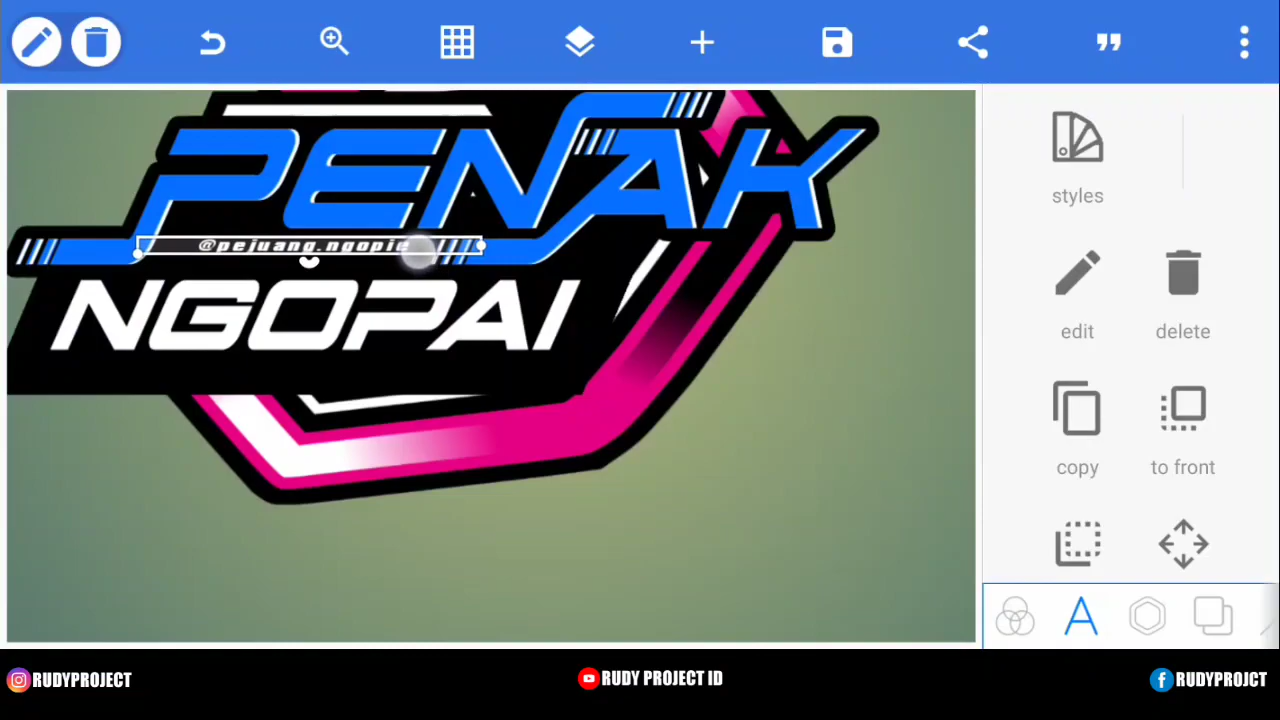 styles
PENAK
@pejuang.ngopie
NGOPAI
edit
delete
copy
to front
A
RUDYPROJECT
RUDY PROJECT ID
RUDYPROJCT